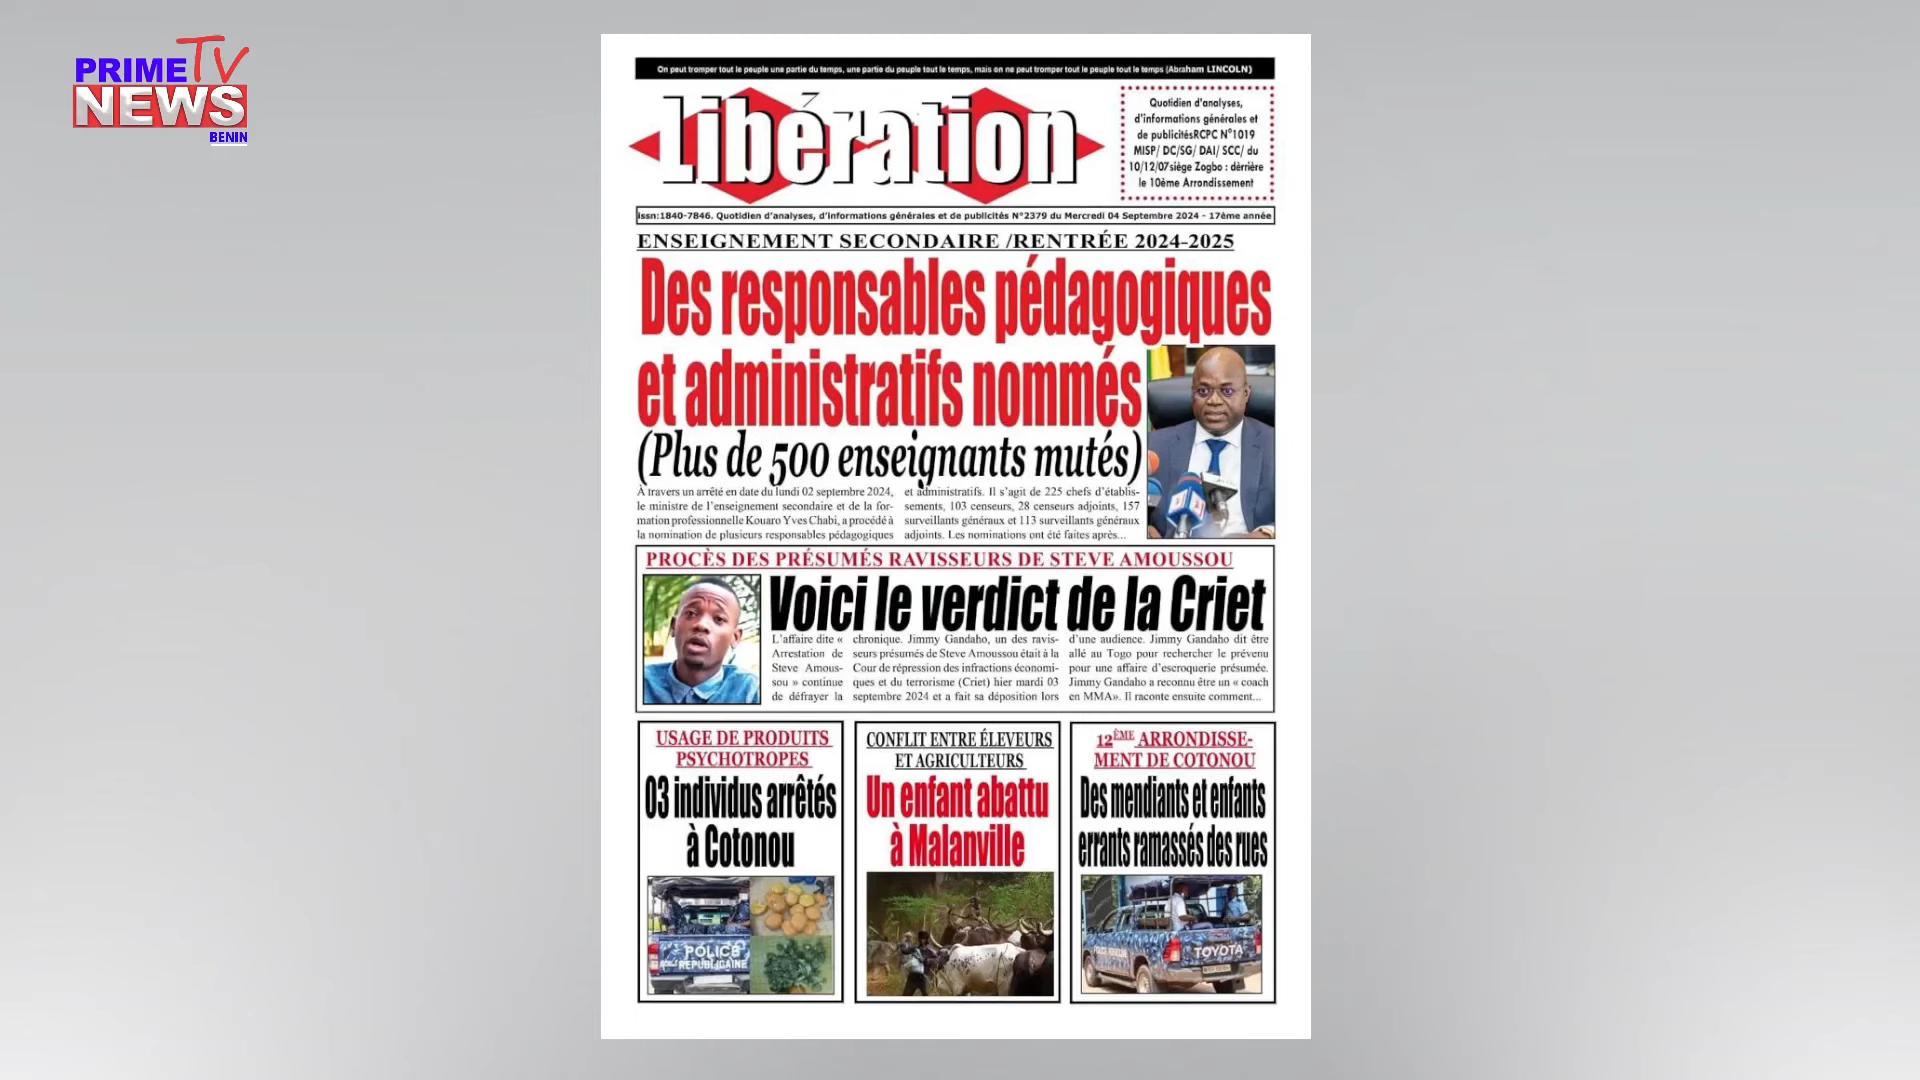 PRIME TV
NEWS
BENIN
On peut tromper tout le peuple une partie du temps, une partie du peuple tout le temps, mais on ne peut tromper tout le peuple tout le temps (Abraham LINCOLN)
Libération
Quotidien d'analyses,
d'informations générales et
de publicitésRCPC N°1019
MISP/ DC/SG/ DAI/ SCC/ du
10/12/07siège Zogbo : dèrrière
le 10ème Arrondissement
issn:1840-7846. Quotidien d'analyses, d'informations générales et de publicités N°2379 du Mercredi 04 Septembre 2024 - 17ème année
ENSEIGNEMENT SECONDAIRE /RENTRÉE 2024-2025
Des responsables pédagogiques
et administratifs nommés
(Plus de 500 enseignants mutés)
À travers un arrêté en date du lundi 02 septembre 2024,
le ministre de l'enseignement secondaire et de la for-
mation professionnelle Kouaro Yves Chabi, a procédé à
la nomination de plusieurs responsables pédagogiques
et administratifs. Il s'agit de 225 chefs d'établis-
sements, 103 censeurs, 28 censeurs adjoints, 157
surveillants généraux et 113 surveillants généraux
adjoints. Les nominations ont été faites après...
PROCÈS DES PRÉSUMÉS RAVISSEURS DE STEVE AMOUSSOU
Voici le verdict de la Criet
L'affaire dite «
Arrestation de
Steve Amous-
sou » continue
de défrayer la
chronique. Jimmy Gandaho, un des ravis-
seurs présumés de Steve Amoussou était à la
Cour de répression des infractions économi-
ques et du terrorisme (Criet) hier mardi 03
septembre 2024 et a fait sa déposition lors
d'une audience. Jimmy Gandaho dit être
allé au Togo pour rechercher le prévenu
pour une affaire d'escroquerie présumée.
Jimmy Gandaho a reconnu être un « coach
en MMA». Il raconte ensuite comment...
USAGE DE PRODUITS
PSYCHOTROPES
03 individus arrêtés
à Cotonou
POLICE
REPUBLICAINE
CONFLIT ENTRE ÉLEVEURS
ET AGRICULTEURS
Un enfant abattu
à Malanville
12ÈME ARRONDISSE-
MENT DE COTONOU
Des mendiants et enfants
errants ramassés des rues
TOYOTA